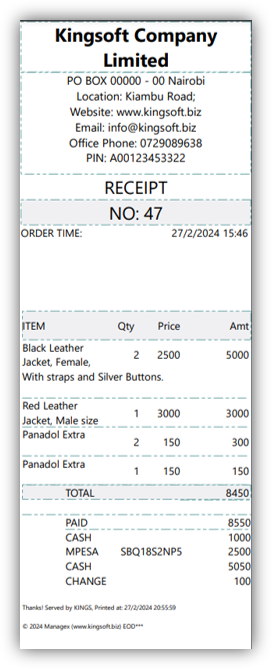 Kingsoft Company
Limited
PO BOX 00000 - 00 Nairobi
Location: Kiambu Road;
Website: www.kingsoft.biz
Email: info@kingsoft.biz
Office Phone: 0729089638
PIN: A00123453322
RECEIPT
NO: 47
ORDER TIME: 27/2/2024 15:46
ITEM Qty Price Amt
Black Leather
Jacket, Female, 2 2500 5000
With straps and Silver Buttons.
Red Leather
Jacket, Male size 1 3000 3000
Panadol Extra
2 150 300
Panadol Extra
1 150 150
TOTAL 8450
PAID 8550
CASH 1000
MPESA SBQ18S2NP5 2500
CASH 5050
CHANGE 100
Thanks! Served by KINGS, Printed at: 27/2/2024 20:55:59
© 2024 Managex (www.kingsoft.biz) EOD***